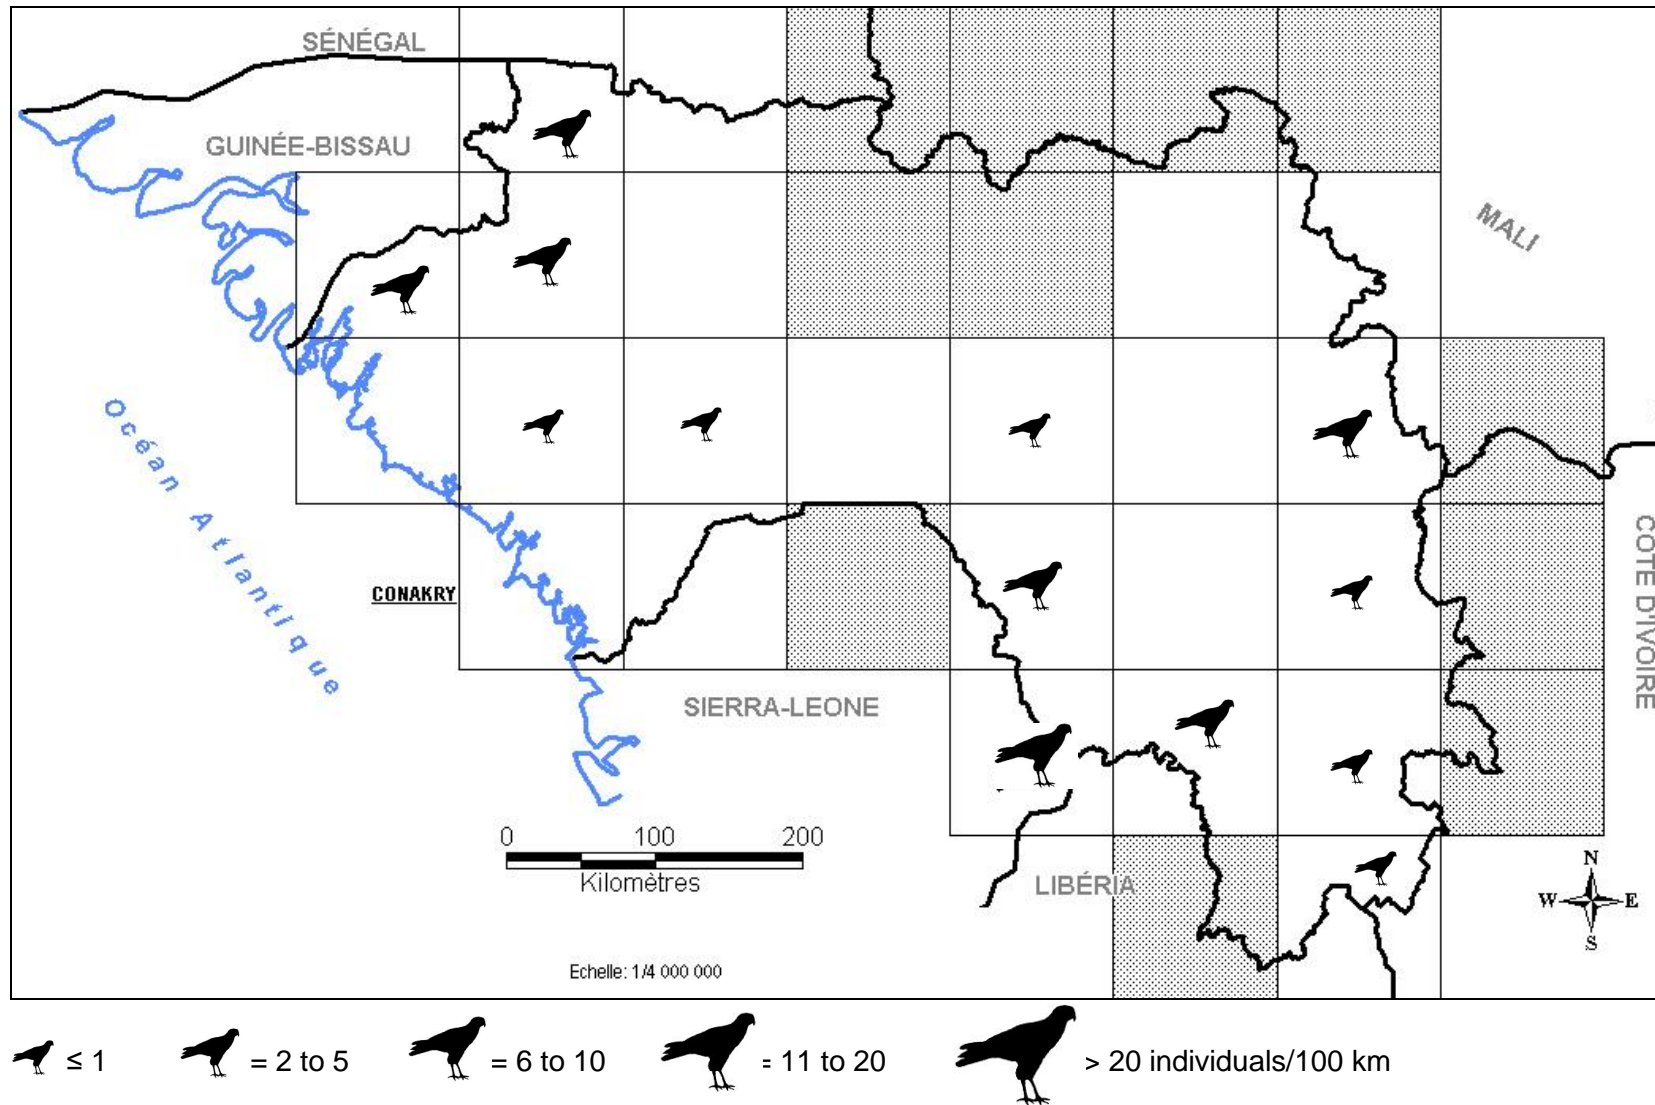 SÉNÉGAL
GUINÉE-BISSAU
MALI
Océan Atlantique
CONAKRY
COTE D'IVOIRE
SIERRA-LEONE
0 100 200
Kilomètres
LIBÉRIA
N
W E
S
Echelle: 1/4 000 000
≤ 1 = 2 to 5 = 6 to 10 = 11 to 20 > 20 individuals/100 km